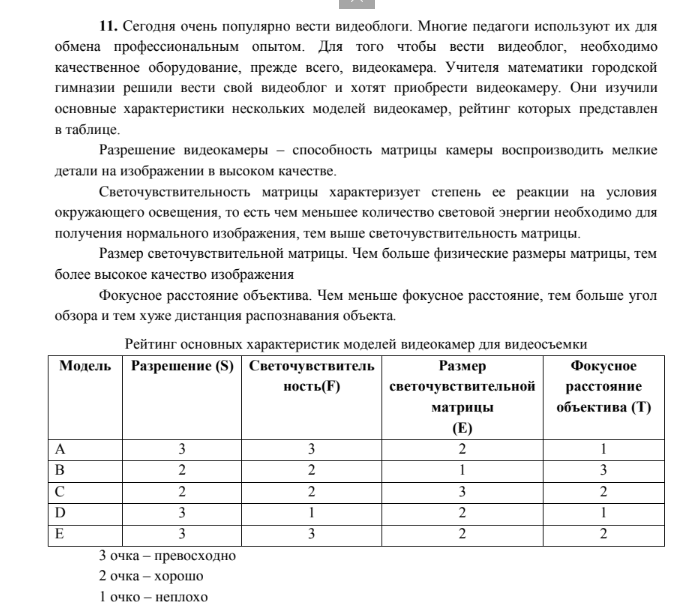 11. Сегодня очень популярно вести видеоблоги. Многие педагоги используют их для
обмена профессиональным опытом. Для того чтобы вести видеоблог, необходимо
качественное оборудование, прежде всего, видеокамера. Учителя математики городской
гимназии решили вести свой видеоблог и хотят приобрести видеокамеру. Они изучили
основные характеристики нескольких моделей видеокамер, рейтинг которых представлен
в таблице.
Разрешение видеокамеры – способность матрицы камеры воспроизводить мелкие
детали на изображении в высоком качестве.
Светочувствительность матрицы характеризует степень ее реакции на условия
окружающего освещения, то есть чем меньшее количество световой энергии необходимо для
получения нормального изображения, тем выше светочувствительность матрицы.
Размер светочувствительной матрицы. Чем больше физические размеры матрицы, тем
более высокое качество изображения
Фокусное расстояние объектива. Чем меньше фокусное расстояние, тем больше угол
обзора и тем хуже дистанция распознавания объекта.
Рейтинг основных характеристик моделей видеокамер для видеосъемки
Модель Разрешение (S) Светочувствитель Размер Фокусное
ность(F) светочувствительной расстояние
матрицы объектива (T)
(E)
A 3 3 2 1
B 2 2 1 3
C 2 2 3 2
D 3 1 2 1
E 3 3 2 2
3 очка – превосходно
2 очка – хорошо
1 очко – неплохо